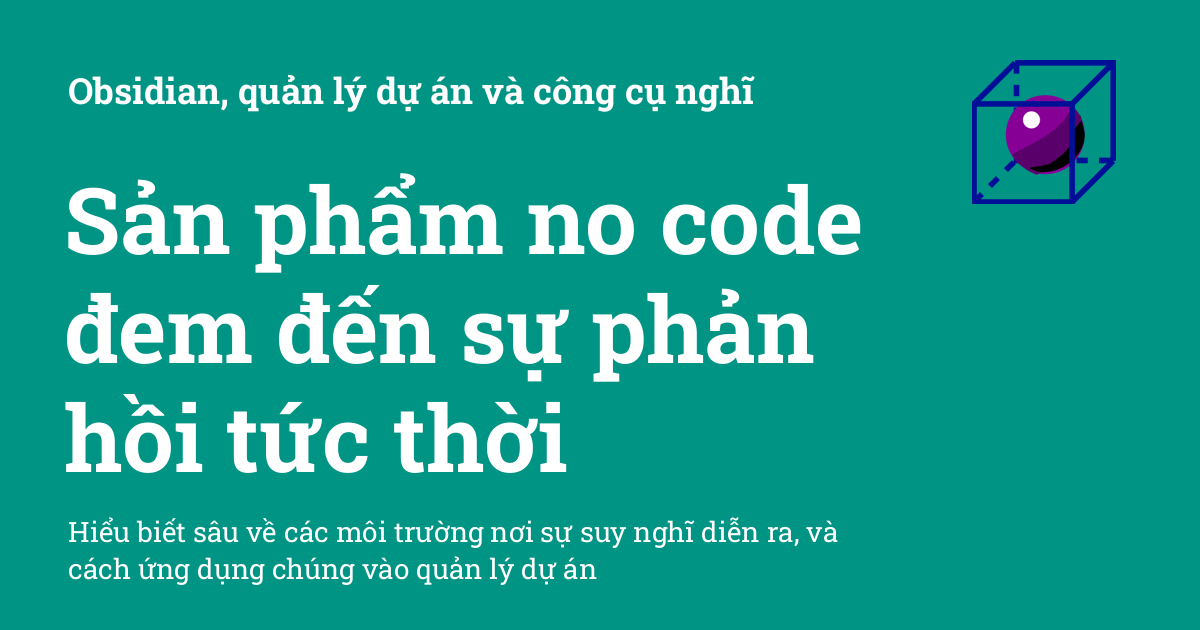 Obsidian, quản lý dự án và công cụ nghĩ
Sản phẩm no code
đem đến sự phản
hồi tức thời
Hiểu biết sâu về các môi trường nơi sự suy nghĩ diễn ra, và
cách ứng dụng chúng vào quản lý dự án